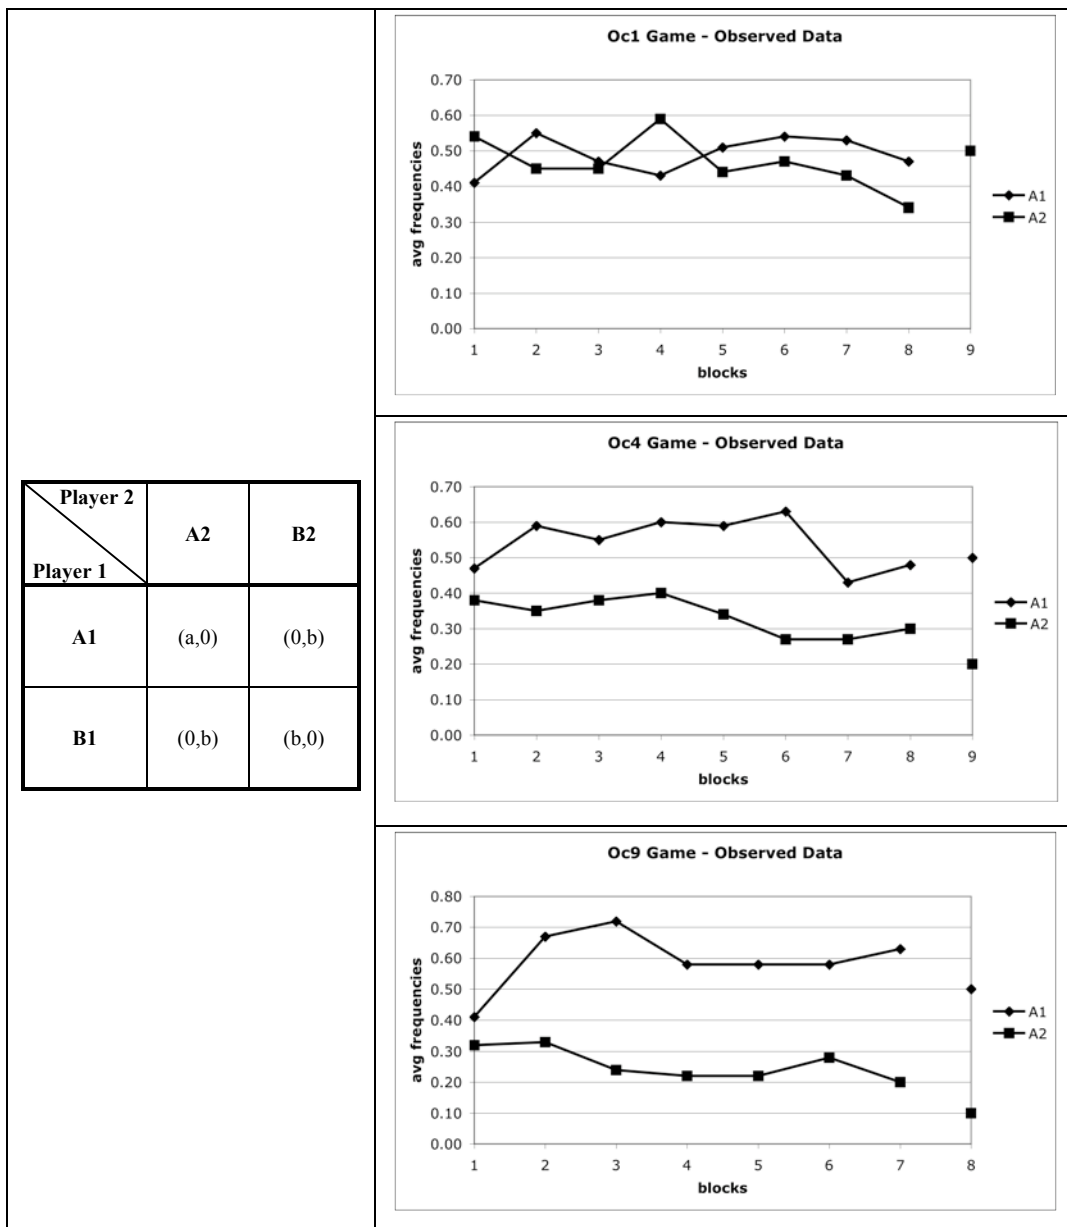 Player 2
Player 1
A2
B2
A1
(a,0)
(0,b)
B1
(0,b)
(b,0)
Oc1 Game - Observed Data
avg frequencies
0.70
0.60
0.50
0.40
0.30
0.20
0.10
0.00
1 2 3 4 5 6 7 8 9
blocks
A1
A2
Oc4 Game - Observed Data
avg frequencies
0.70
0.60
0.50
0.40
0.30
0.20
0.10
0.00
1 2 3 4 5 6 7 8 9
blocks
A1
A2
Oc9 Game - Observed Data
avg frequencies
0.80
0.70
0.60
0.50
0.40
0.30
0.20
0.10
0.00
1 2 3 4 5 6 7 8
blocks
A1
A2